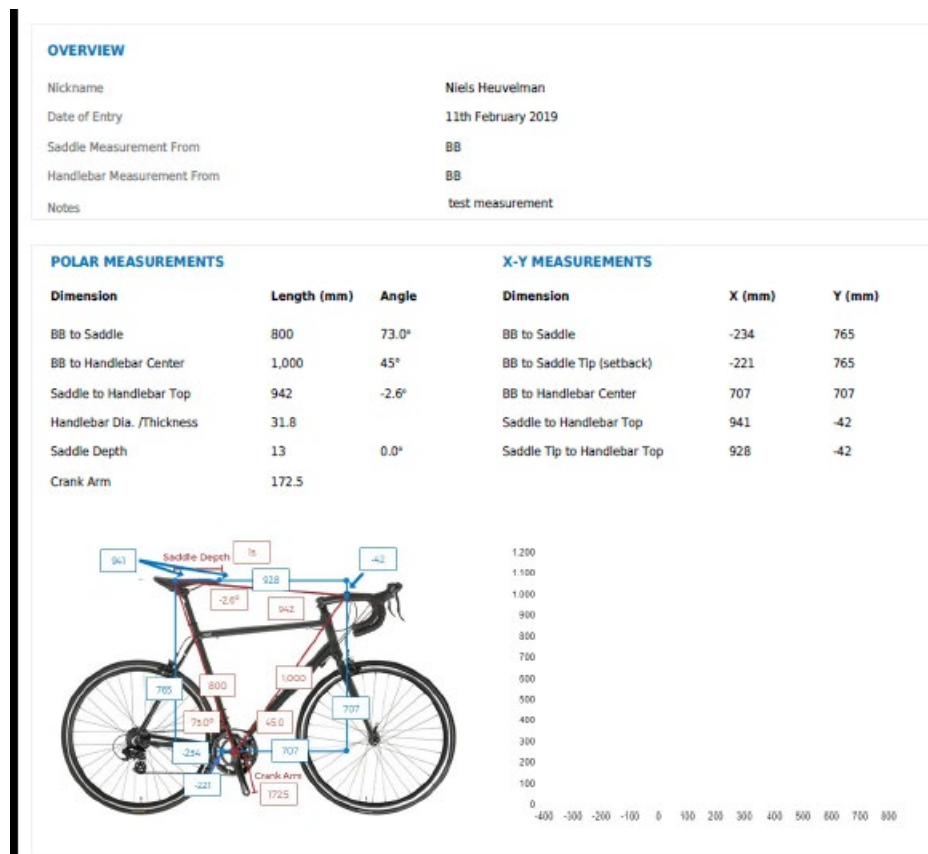 OVERVIEW
Nickname Niels Heuvelman
Date of Entry 11th February 2019
Saddle Measurement From BB
Handlebar Measurement From BB
Notes test measurement
POLAR MEASUREMENTS
Dimension Length (mm) Angle
BB to Saddle 800 73.0°
BB to Handlebar Center 1,000 45°
Saddle to Handlebar Top 942 -2.6°
Handlebar Dia. /Thickness 31.8
Saddle Depth 13 0.0°
Crank Arm 172.5
X-Y MEASUREMENTS
Dimension X (mm) Y (mm)
BB to Saddle -234 765
BB to Saddle Tip (setback) -221 765
BB to Handlebar Center 707 707
Saddle to Handlebar Top 941 -42
Saddle Tip to Handlebar Top 928 -42
941
Saddle Depth
928
-42
-2.6°
942
765
800
1,000
707
73.0°
45.0
-234
707
-221
Crank Arm
172.5
1.200
1.100
1.000
900
800
700
600
500
400
300
200
100
0
-400 -300 -200 -100 0 100 200 300 400 500 600 700 800